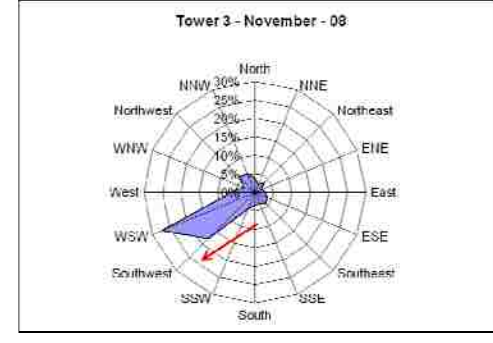 Tower 3 - November - 08
North
NNW
30%
NNE
25%
Northwest
Northeast
20%
15%
WNW
ENE
10%
5%
West
0%
East
WSW
ESE
Southwest
Southeast
SSW
SSE
South